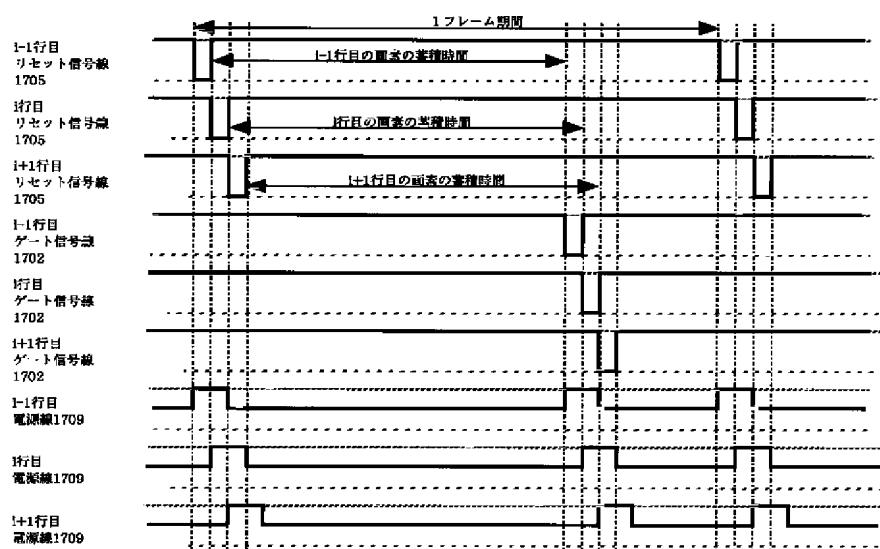 1フレーム期間
i-1行目
リセット信号線
1705
i-1行目の画素の蓄積時間
i行目
リセット信号線
1705
i行目の画素の蓄積時間
i+1行目
リセット信号線
1705
i+1行目の画素の蓄積時間
i-1行目
ゲート信号線
1702
i行目
ゲート信号線
1702
i+1行目
ゲート信号線
1702
i-1行目
電源線1709
i行目
電源線1709
i+1行目
電源線1709